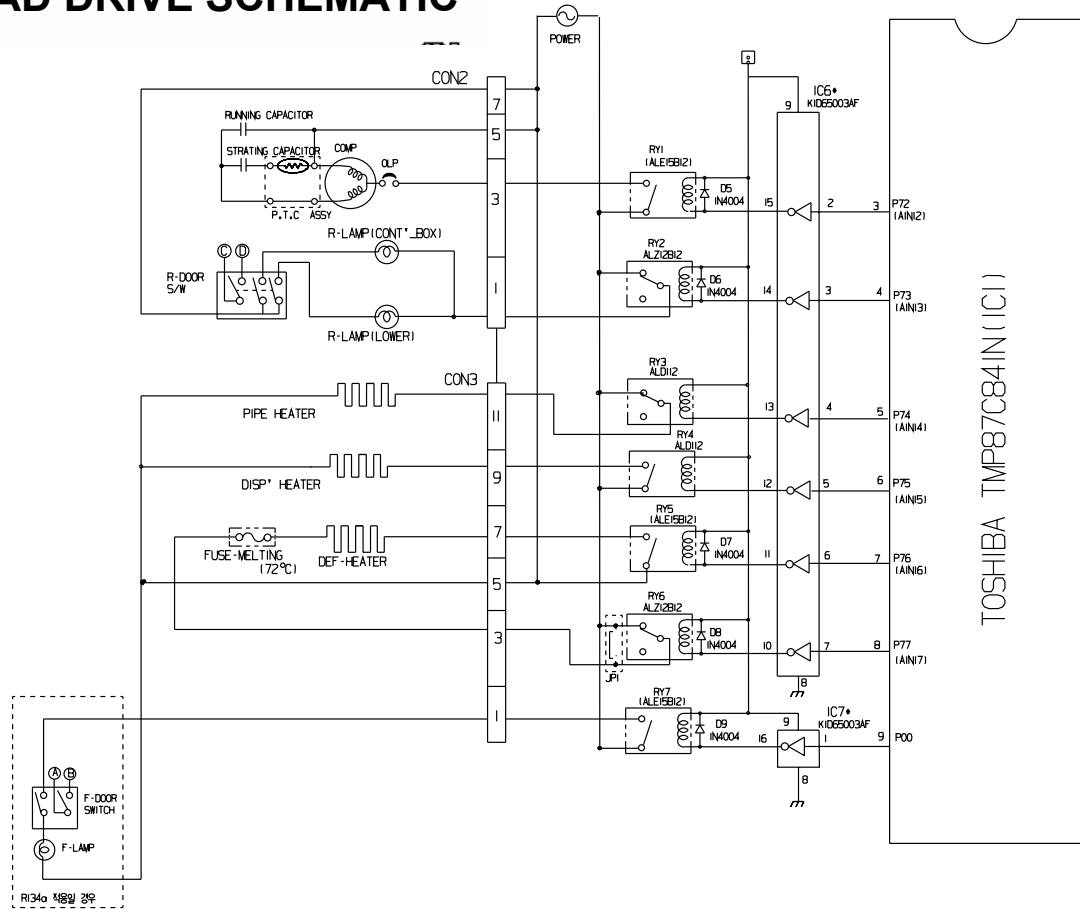 AD DRIVE SCHEMATIC
POWER
CON2
7
5
3
1
RUNNING CAPACITOR
STRATING CAPACITOR
COMP
OLP
P.T.C ASSY
R-LAMP(CONT'_BOX)
C D
R-DOOR
S/W
R-LAMP(LOWER)
CON3
11
9
7
5
3
1
PIPE HEATER
DISP' HEATER
FUSE-MELTING
(72°C)
DEF-HEATER
A B
F-DOOR
SWITCH
F-LAMP
R134a 적용일 경우
RY1
(ALE15B12)
D5
IN4004
RY2
ALZ12B12
D6
IN4004
RY3
ALD112
RY4
ALD112
RY5
(ALE15B12)
D7
IN4004
RY6
ALZ12B12
D8
IN4004
JP1
RY7
(ALE15B12)
D9
IN4004
IC6*
KID65003AF
9
15 2 3 P72
(AIN12)
14 3 4 P73
(AIN13)
13 4 5 P74
(AIN14)
12 5 6 P75
(AIN15)
11 6 7 P76
(AIN16)
10 7 8 P77
(AIN17)
8
IC7*
KID65003AF
9
16 1 9 P00
8
TOSHIBA TMP87C841N(IC1)